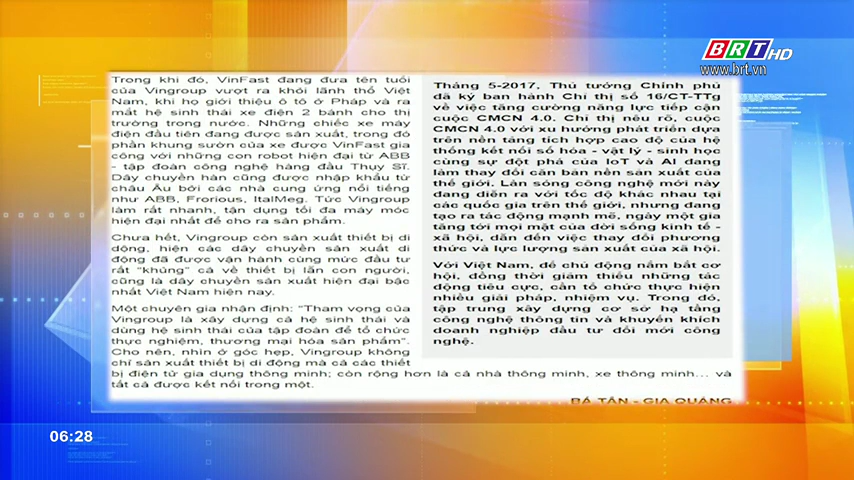 BRT HD
www.brt.vn
Trong khi đó, VinFast đang đưa tên tuổi
của Vingroup vượt ra khỏi lãnh thổ Việt
Nam, khi họ giới thiệu ô tô ở Pháp và ra
mắt hệ sinh thái xe điện 2 bánh cho thị
trường trong nước. Những chiếc xe máy
điện đầu tiên đang được sản xuất, trong đó
phần khung sườn của xe được VinFast gia
công với những con robot hiện đại từ ABB
- tập đoàn công nghệ hàng đầu Thụy Sĩ.
Dây chuyền hàn cũng được nhập khẩu từ
châu Âu bởi các nhà cung ứng nổi tiếng
như ABB, Frorious, ItalMeg. Tức Vingroup
làm rất nhanh, tận dụng tối đa máy móc
hiện đại nhất để cho ra sản phẩm.
Chưa hết, Vingroup còn sản xuất thiết bị di
động, hiện các dây chuyền sản xuất di
động đã được vận hành cùng mức đầu tư
rất “khủng” cả về thiết bị lẫn con người,
cũng là dây chuyền sản xuất hiện đại bậc
nhất Việt Nam hiện nay.
Một chuyên gia nhận định: “Tham vọng của
Vingroup là xây dựng cả hệ sinh thái và
dùng hệ sinh thái của tập đoàn để tổ chức
thực nghiệm, thương mại hóa sản phẩm”.
Cho nên, nhìn ở góc hẹp, Vingroup không
chỉ sản xuất thiết bị di động mà cả các thiết
bị điện tử gia dụng thông minh; còn rộng hơn là cả nhà thông minh, xe thông minh... và
tất cả được kết nối trong một.
Tháng 5-2017, Thủ tướng Chính phủ
đã ký ban hành Chỉ thị số 16/CT-TTg
về việc tăng cường năng lực tiếp cận
cuộc CMCN 4.0. Chỉ thị nêu rõ, cuộc
CMCN 4.0 với xu hướng phát triển dựa
trên nền tảng tích hợp cao độ của hệ
thống kết nối số hóa - vật lý - sinh học
cùng sự đột phá của IoT và AI đang
làm thay đổi căn bản nền sản xuất của
thế giới. Làn sóng công nghệ mới này
đang diễn ra với tốc độ khác nhau tại
các quốc gia trên thế giới, nhưng đang
tạo ra tác động mạnh mẽ, ngày một gia
tăng tới mọi mặt của đời sống kinh tế -
xã hội, dẫn đến việc thay đổi phương
thức và lực lượng sản xuất của xã hội.
Với Việt Nam, để chủ động nắm bắt cơ
hội, đồng thời giảm thiểu những tác
động tiêu cực, cần tổ chức thực hiện
nhiều giải pháp, nhiệm vụ. Trong đó,
tập trung xây dựng cơ sở hạ tầng
công nghệ thông tin và khuyến khích
doanh nghiệp đầu tư đổi mới công
nghệ.
BÁ TÂN - GIA QUẢNG
06:28